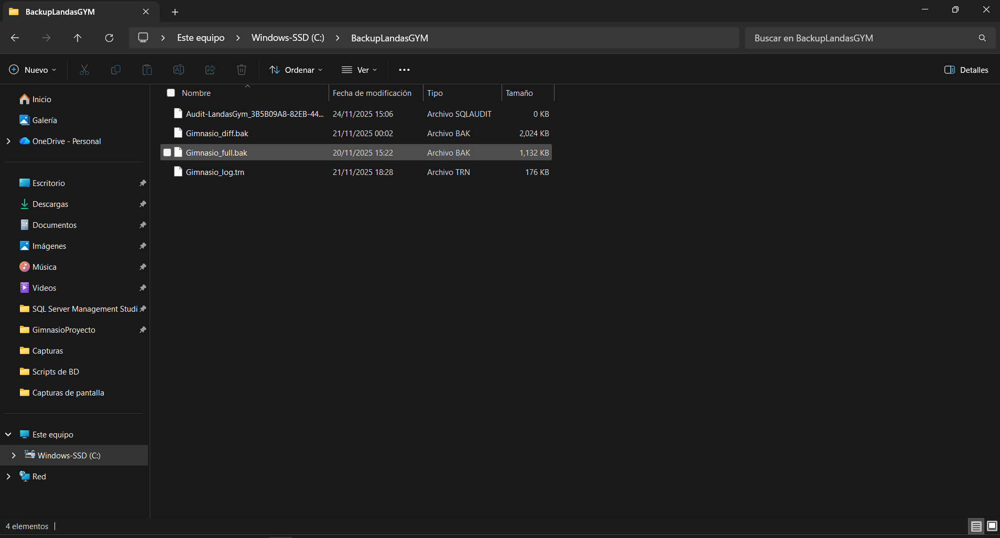 BackupLandasGYM
Este equipo > Windows-SSD (C:) > BackupLandasGYM
Buscar en BackupLandasGYM
Nuevo
Ordenar
Ver
Detalles
Inicio
Galería
OneDrive - Personal
Escritorio
Descargas
Documentos
Imágenes
Música
Videos
SQL Server Management Studi
GimnasioProyecto
Capturas
Scripts de BD
Capturas de pantalla
Este equipo
Windows-SSD (C:)
Red
Nombre Fecha de modificación Tipo Tamaño
Audit-LandasGym_3B5B09A8-82EB-44... 24/11/2025 15:06 Archivo SQLAUDIT 0 KB
Gimnasio_diff.bak 21/11/2025 00:02 Archivo BAK 2,024 KB
Gimnasio_full.bak 20/11/2025 15:22 Archivo BAK 1,132 KB
Gimnasio_log.trn 21/11/2025 18:28 Archivo TRN 176 KB
4 elementos